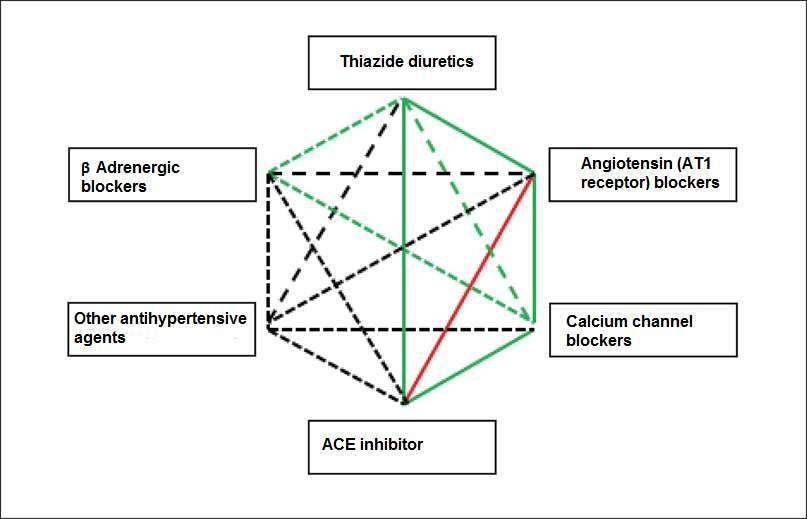 Thiazide diuretics
β Adrenergic
blockers
Angiotensin (AT1
receptor) blockers
Other antihypertensive
agents
Calcium channel
blockers
ACE inhibitor